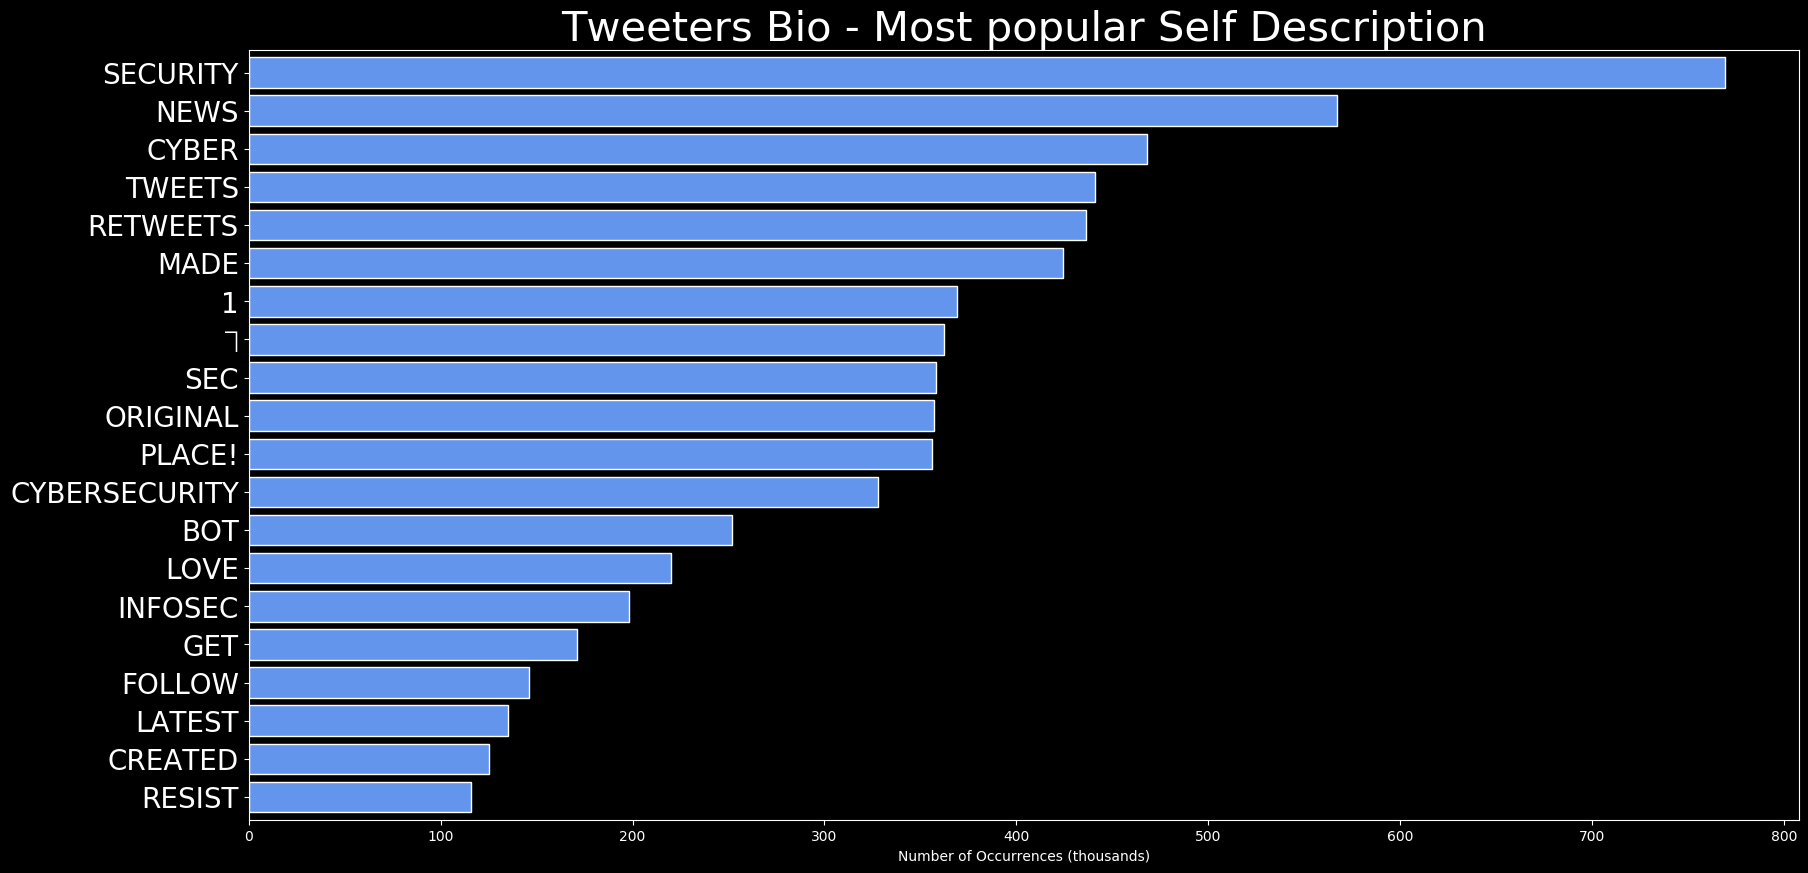 Tweeters Bio - Most popular Self Description
SECURITY
NEWS
CYBER
TWEETS
RETWEETS
MADE
1
SEC
ORIGINAL
PLACE!
CYBERSECURITY
BOT
LOVE
INFOSEC
GET
FOLLOW
LATEST
CREATED
RESIST
0 100 200 300 400 500 600 700 800
Number of Occurrences (thousands)